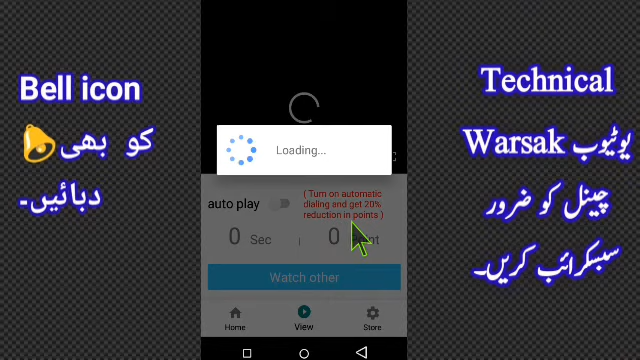 Bell icon
کو بھی
دبائیں۔
Loading...
auto play
( Turn on automatic
dialing and get 20%
reduction in points )
0 Sec
0
Watch other
Home
View
Store
Technical
Warsak یوٹیوب
چینل کو ضرور
سبسکرائب کریں۔